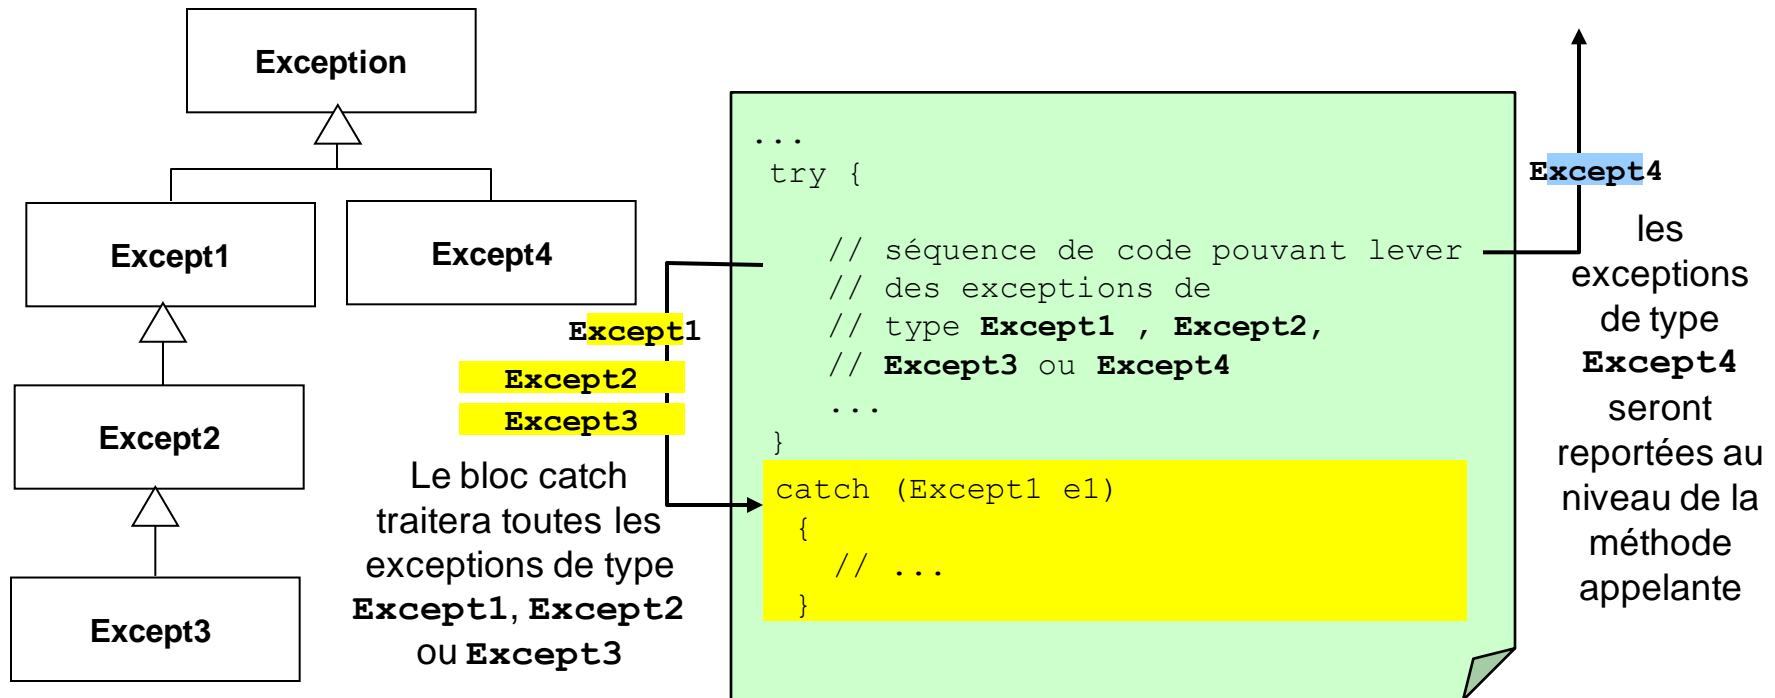 Exception
Except1
Except4
Except2
Except3
Except1
Except2
Except3
Le bloc catch
traitera toutes les
exceptions de type
Except1, Except2
ou Except3
...
try {
// séquence de code pouvant lever
// des exceptions de
// type Except1 , Except2,
// Except3 ou Except4
...
}
catch (Except1 e1)
{
// ...
}
Except4
les
exceptions
de type
Except4
seront
reportées au
niveau de la
méthode
appelante